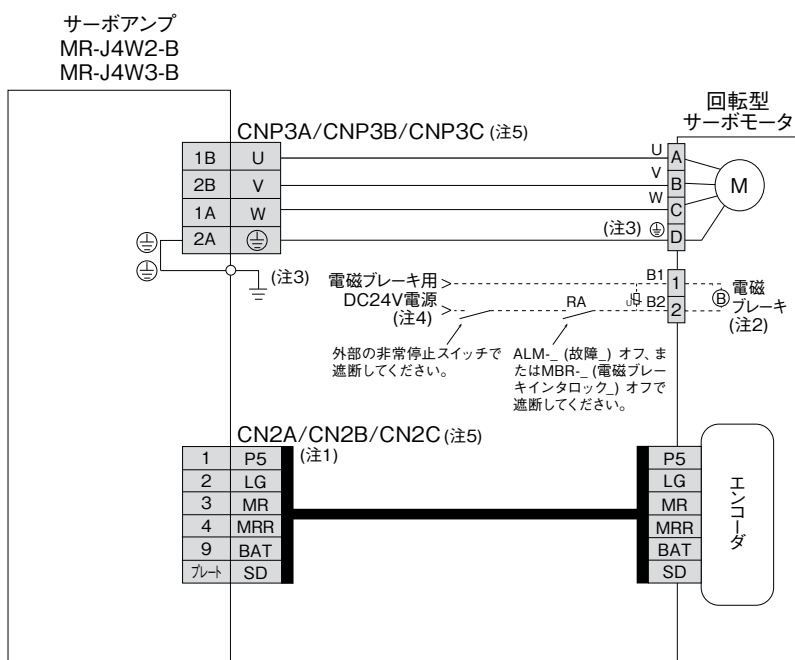 サーボアンプ
MR-J4W2-B
MR-J4W3-B
回転型
サーボモータ
CNP3A/CNP3B/CNP3C (注5)
1B U
2B V
1A W
2A
U A
V B
W C
(注3) D
M
(注3)
電磁ブレーキ用
DC24V電源
(注4)
RA
U
B1 1
B2 2
B
電磁
ブレーキ
(注2)
外部の非常停止スイッチで
遮断してください。
ALM-_ (故障_) オフ、ま
たはMBR-_ (電磁ブレー
キインタロック_) オフで
遮断してください。
CN2A/CN2B/CN2C (注5)
(注1)
1 P5
2 LG
3 MR
4 MRR
9 BAT
プレート SD
P5
LG
MR
MRR
BAT
SD
エンコーダ